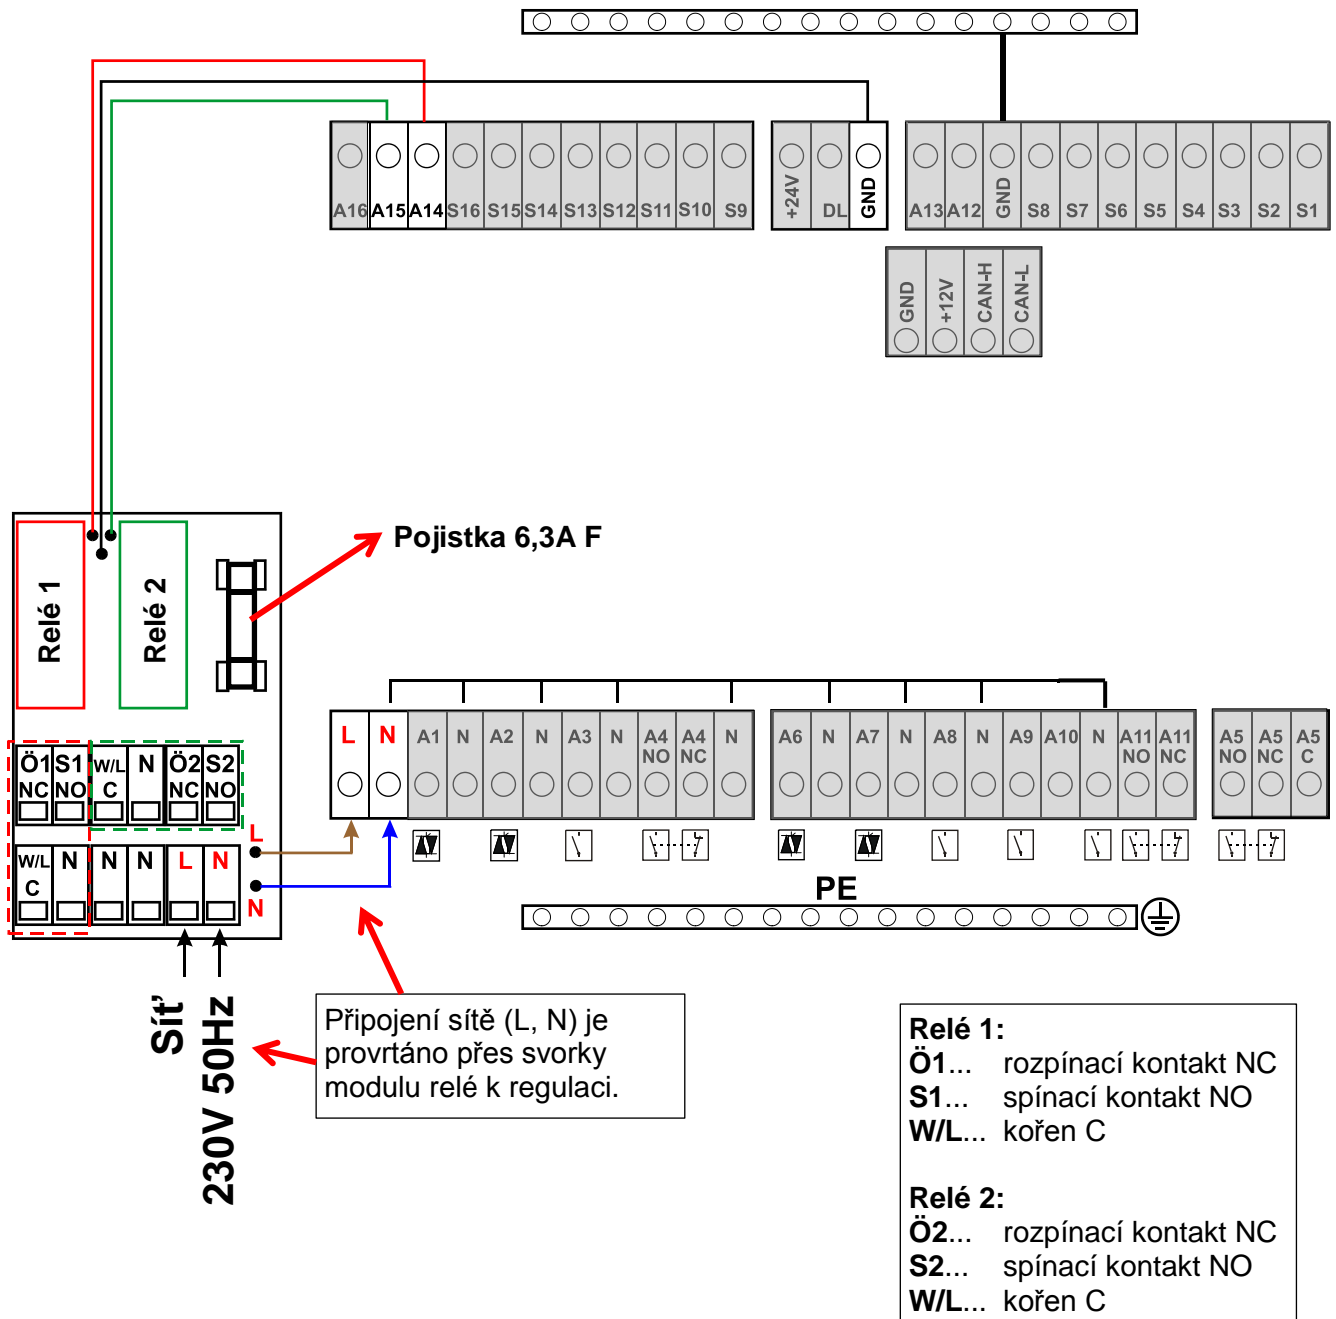 A16 A15 A14 S16 S15 S14 S13 S12 S11 S10 S9 +24V DL GND A13 A12 GND S8 S7 S6 S5 S4 S3 S2 S1
GND +12V CAN-H CAN-L
Pojistka 6,3A F
Relé 1 Relé 2
L N A1 N A2 N A3 N A4 NO A4 NC N A6 N A7 N A8 N A9 A10 N A11 NO A11 NC A5 NO A5 NC A5 C
Ö1 NC S1 NO W/L C N Ö2 NC S2 NO
L
W/L C N N N L N
N
PE
Síť
230V 50Hz
Připojení sítě (L, N) je
provrtáno přes svorky
modulu relé k regulaci.
Relé 1:
Ö1... rozpínací kontakt NC
S1... spínací kontakt NO
W/L... kořen C
Relé 2:
Ö2... rozpínací kontakt NC
S2... spínací kontakt NO
W/L... kořen C